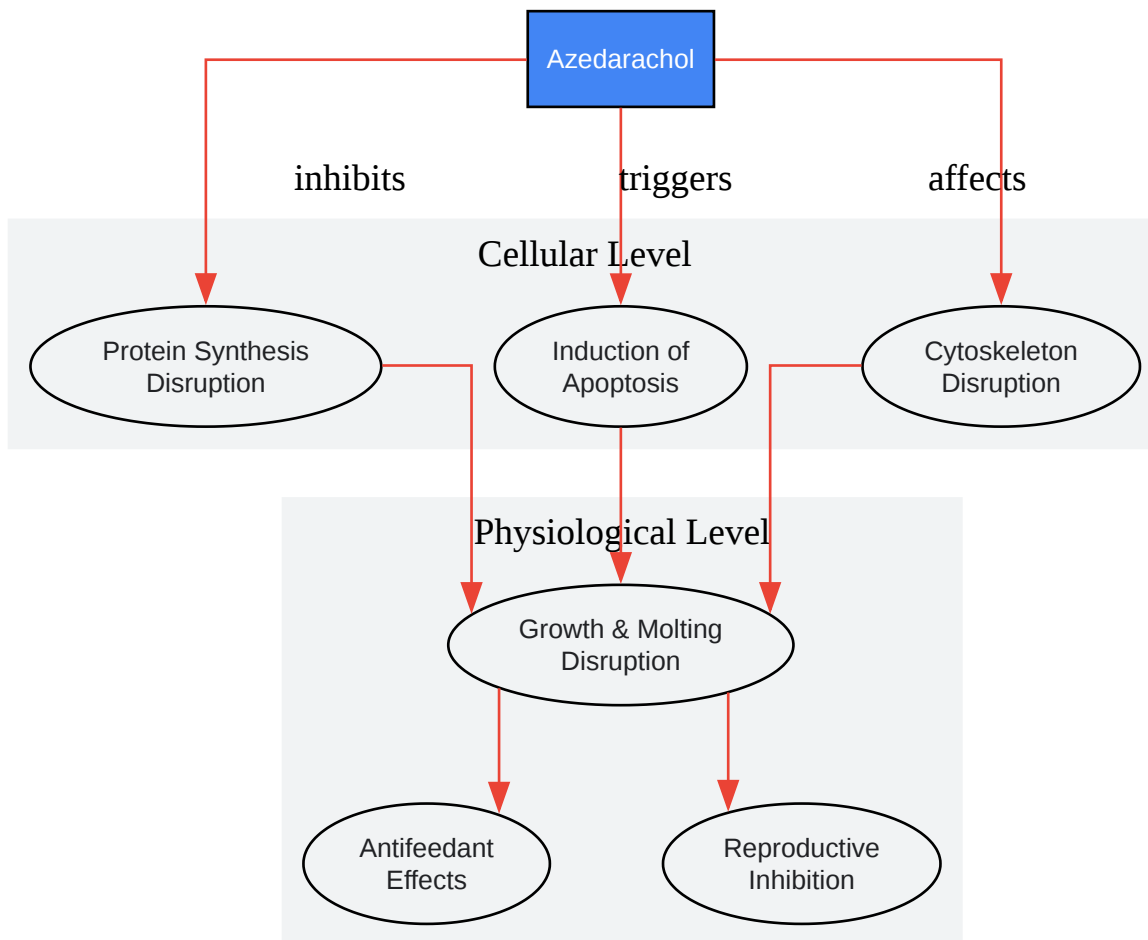 Azedarachol
inhibits
triggers
affects
Cellular Level
Protein Synthesis
Disruption
Induction of
Apoptosis
Cytoskeleton
Disruption
Physiological Level
Growth & Molting
Disruption
Antifeedant
Effects
Reproductive
Inhibition